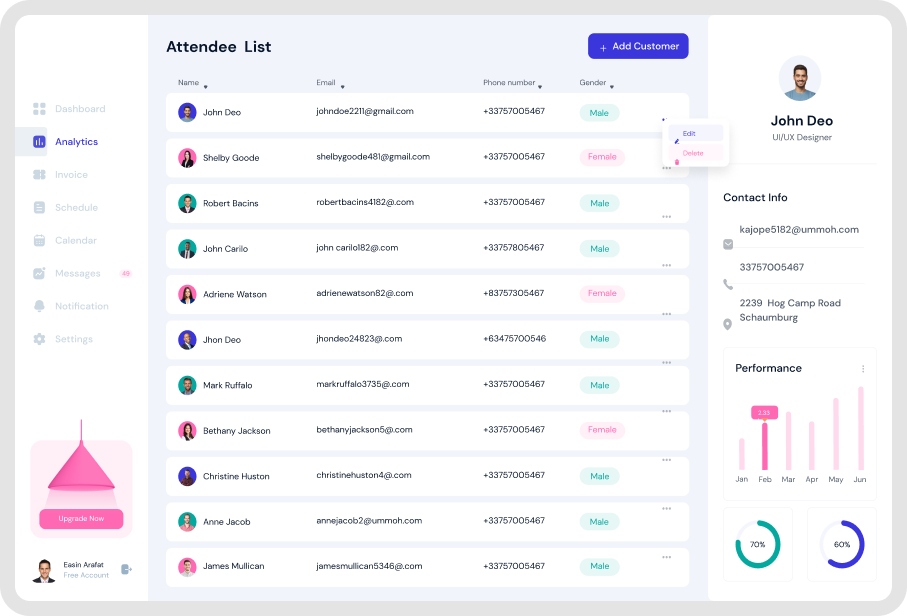 Dashboard
Analytics
Invoice
Schedule
Calendar
Messages 49
Notification
Settings
Upgrade Now
Easin Arafat
Free Account
Attendee List
+ Add Customer
Name Email Phone number Gender
John Deo johndoe2211@gmail.com +33757005467 Male
Shelby Goode shelbygoode481@gmail.com +33757005467 Female
Robert Bacins robertbacins4182@.com +33757005467 Male
John Carilo john carilo182@.com +33757805467 Male
Adriene Watson adrienewatson82@.com +83757305467 Female
Jhon Deo jhondeo24823@.com +63475700546 Male
Mark Ruffalo markruffalo3735@.com +33757005467 Male
Bethany Jackson bethanyjackson5@.com +33757005467 Female
Christine Huston christinehuston4@.com +33757005467 Male
Anne Jacob annejacob2@ummoh.com +33757005467 Male
James Mullican jamesmullican5346@.com +33757005467 Male
Edit
Delete
John Deo
UI/UX Designer
Contact Info
kajope5182@ummoh.com
33757005467
2239 Hog Camp Road
Schaumburg
Performance
2.33
Jan Feb Mar Apr May Jun
70% 60%